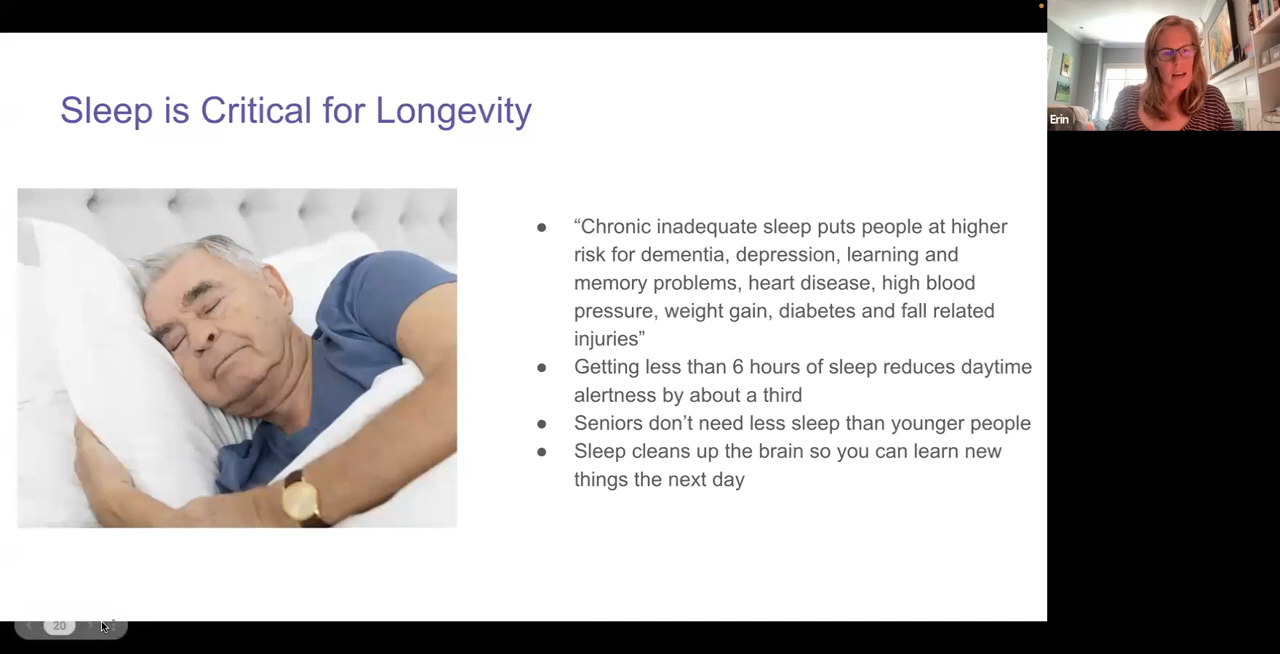 Sleep is Critical for Longevity
Erin
● “Chronic inadequate sleep puts people at higher
risk for dementia, depression, learning and
memory problems, heart disease, high blood
pressure, weight gain, diabetes and fall related
injuries”
● Getting less than 6 hours of sleep reduces daytime
alertness by about a third
● Seniors don’t need less sleep than younger people
● Sleep cleans up the brain so you can learn new
things the next day
20